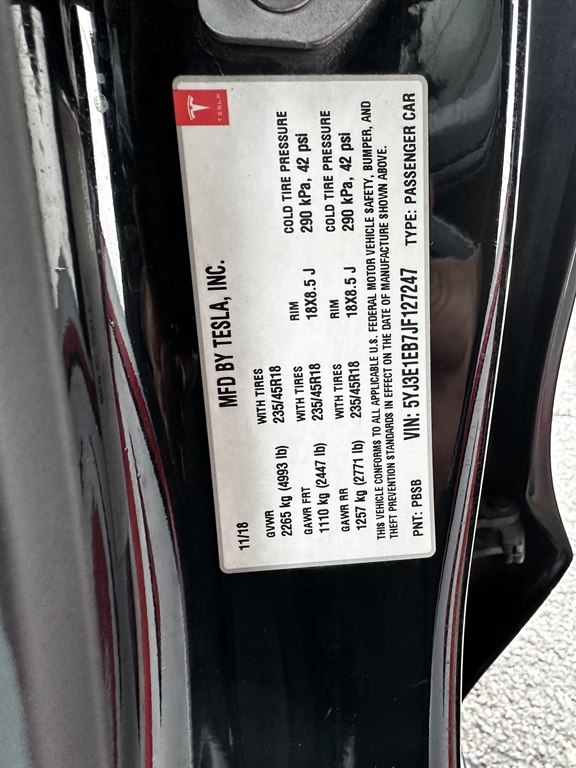 TESLA
MFD BY TESLA, INC.
11/18
GVWR WITH TIRES RIM COLD TIRE PRESSURE
2265 kg (4993 lb) 235/45R18 18X8.5 J 290 kPa, 42 psi
GAWR FRT WITH TIRES RIM COLD TIRE PRESSURE
1110 kg (2447 lb) 235/45R18 18X8.5 J 290 kPa, 42 psi
GAWR RR WITH TIRES
1257 kg (2771 lb) 235/45R18
THIS VEHICLE CONFORMS TO ALL APPLICABLE U.S. FEDERAL MOTOR VEHICLE SAFETY, BUMPER, AND
THEFT PREVENTION STANDARDS IN EFFECT ON THE DATE OF MANUFACTURE SHOWN ABOVE.
PNT: PBSB VIN: 5YJ3E1EB7JF127247 TYPE: PASSENGER CAR